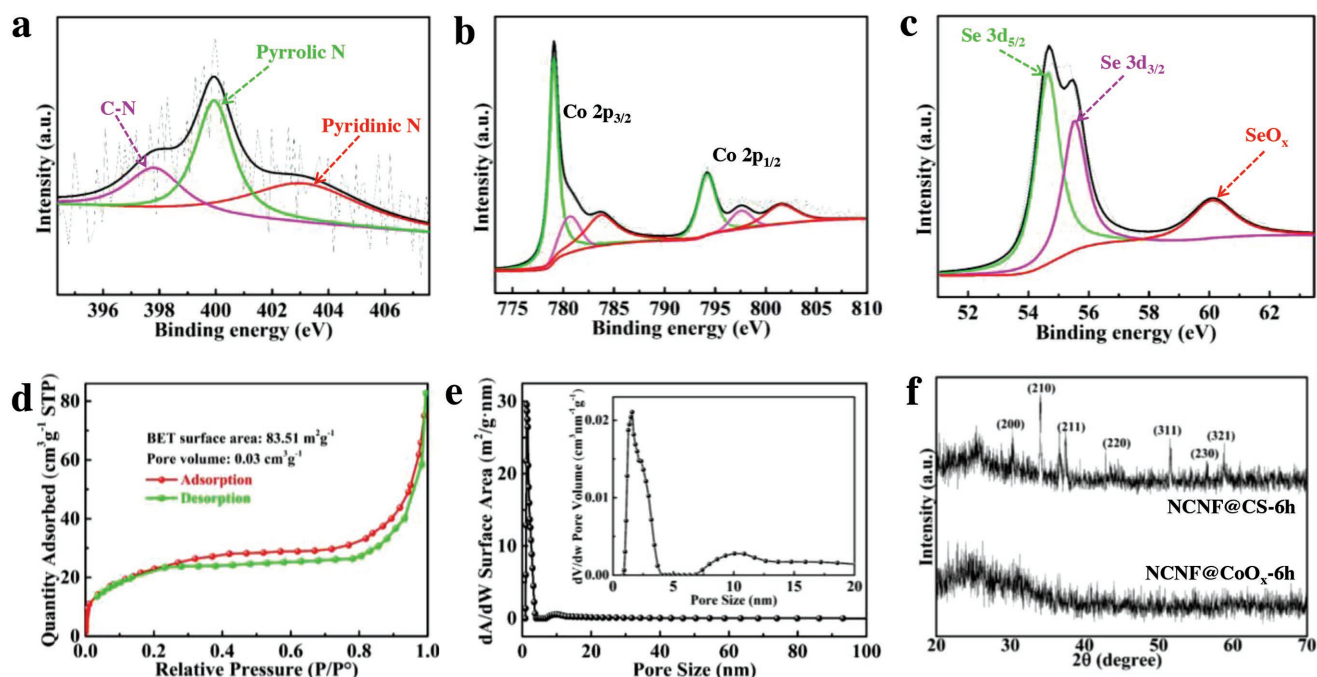 a
Pyrrolic N
C-N
Pyridinic N
Intensity (a.u.)
396 398 400 402 404 406
Binding energy (eV)
b
Co 2p3/2
Co 2p1/2
Intensity (a.u.)
775 780 785 790 795 800 805 810
Binding energy (eV)
c
Se 3d5/2
Se 3d3/2
SeOx
Intensity (a.u.)
52 54 56 58 60 62
Binding energy (eV)
d
BET surface area: 83.51 m²g⁻¹
Pore volume: 0.03 cm³g⁻¹
Adsorption
Desorption
Quantity Adsorbed (cm³g⁻¹ STP)
80
60
40
20
0
0.0 0.2 0.4 0.6 0.8 1.0
Relative Pressure (P/P°)
e
dA/dW Surface Area (m²/g·nm)
30
25
20
15
10
5
0
0 20 40 60 80 100
Pore Size (nm)
dV/dw Pore Volume (cm³nm⁻¹g⁻¹)
0.02
0.01
0.00
0 5 10 15 20
Pore Size (nm)
f
(200)
(210)
(211)
(220)
(311)
(230)
(321)
NCNF@CS-6h
NCNF@CoOx-6h
Intensity (a.u.)
20 30 40 50 60 70
2θ (degree)